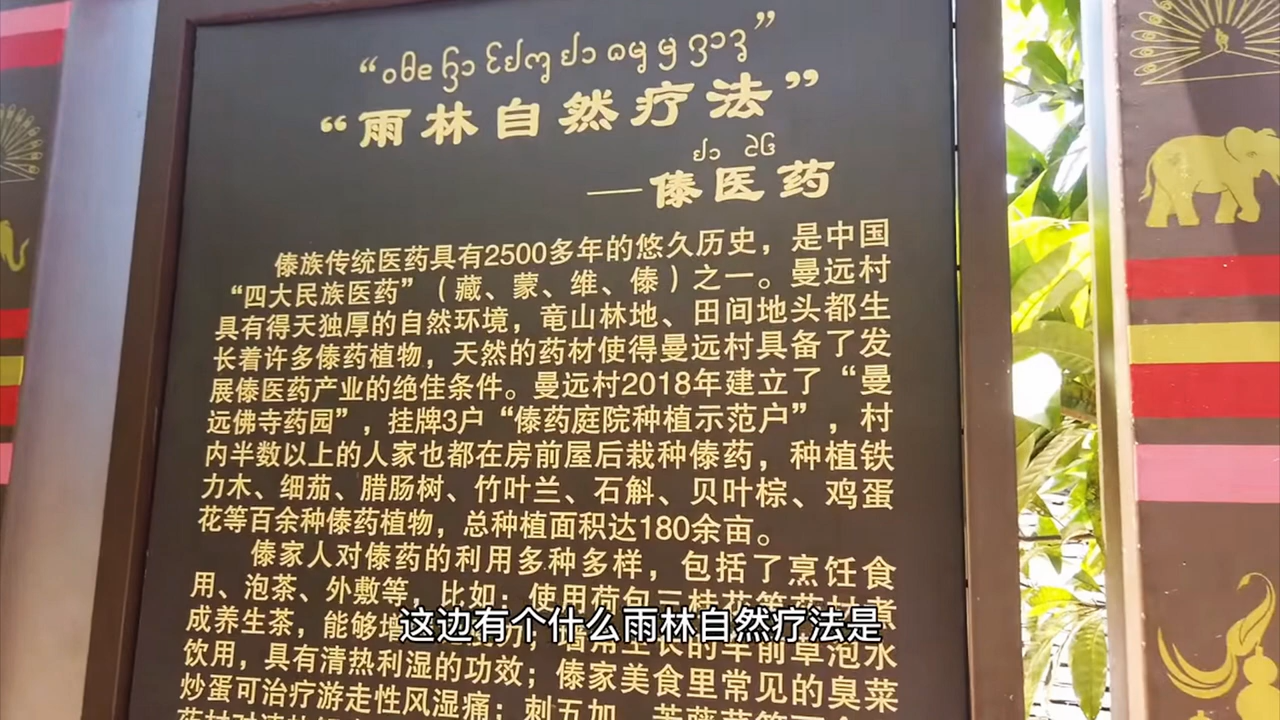 “雨林自然疗法”
—傣医药
傣族传统医药具有2500多年的悠久历史，是中国
“四大民族医药”（藏、蒙、维、傣）之一。曼远村
具有得天独厚的自然环境，竜山林地、田间地头都生
长着许多傣药植物，天然的药材使得曼远村具备了发
展傣医药产业的绝佳条件。曼远村2018年建立了“曼
远佛寺药园”，挂牌3户“傣药庭院种植示范户”，村
内半数以上的人家也都在房前屋后栽种傣药，种植铁
力木、细茄、腊肠树、竹叶兰、石斛、贝叶棕、鸡蛋
花等百余种傣药植物，总种植面积达180余亩。
傣家人对傣药的利用多种多样，包括了烹饪食
用、泡茶、外敷等，比如：使用荷包三桂花等药材煮
成养生茶，能够增
这边有个什么雨林自然疗法是
的车前草泡水
饮用，具有清热利湿的功效；傣家美食里常见的臭菜
炒蛋可治疗游走性风湿痛；刺五加、